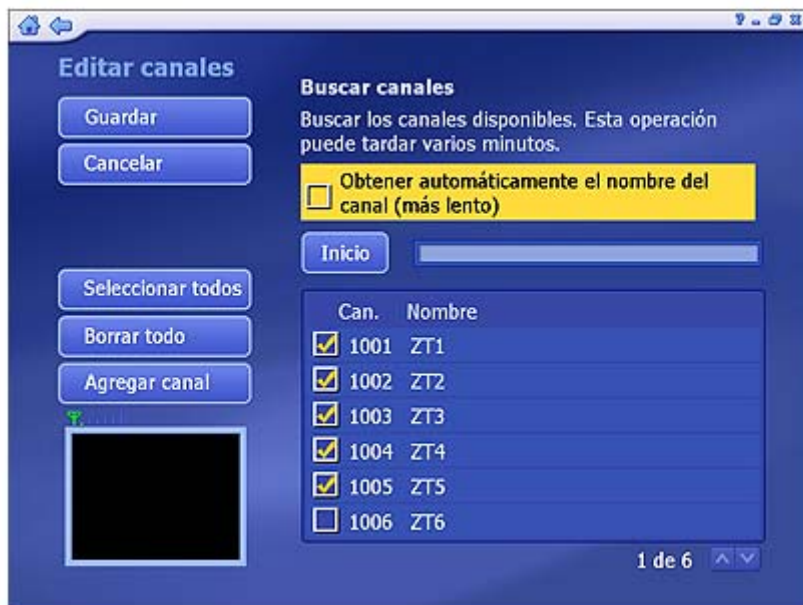 Editar canales
Guardar
Cancelar
Seleccionar todos
Borrar todo
Agregar canal
Buscar canales
Buscar los canales disponibles. Esta operación
puede tardar varios minutos.
Obtener automáticamente el nombre del
canal (más lento)
Inicio
Can. Nombre
1001 ZT1
1002 ZT2
1003 ZT3
1004 ZT4
1005 ZT5
1006 ZT6
1 de 6